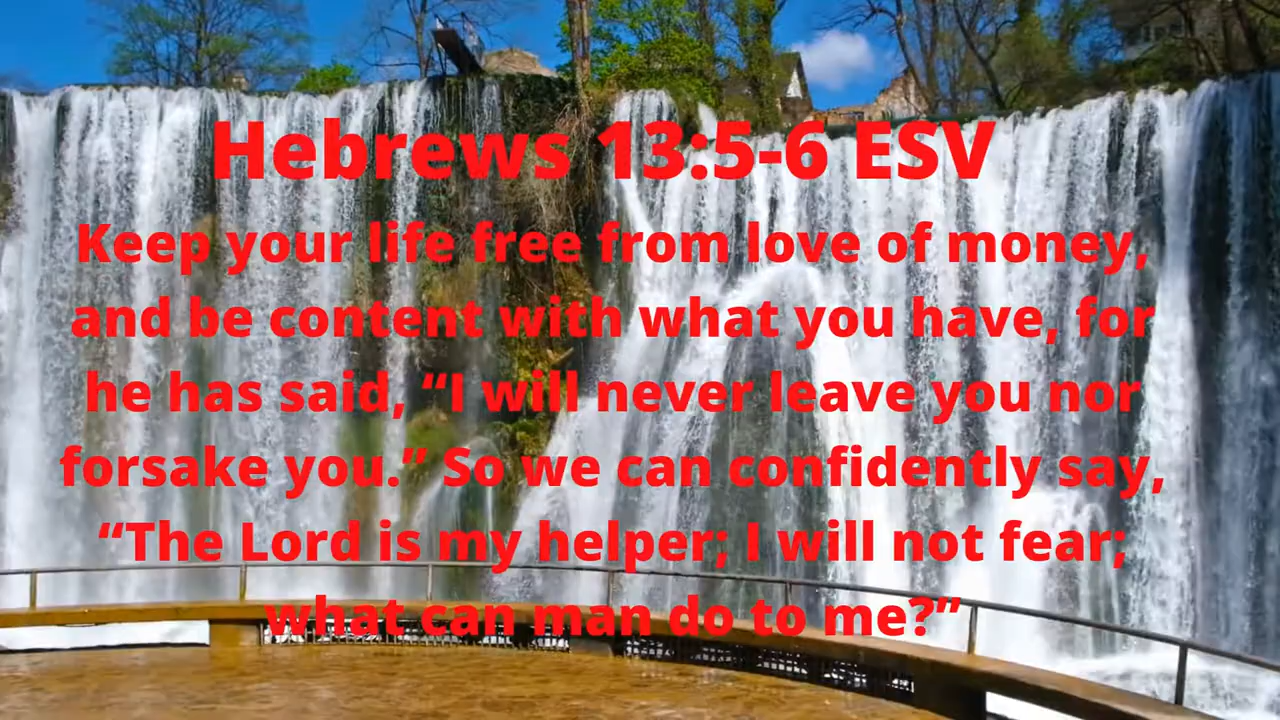 Hebrews 13:5-6 ESV
Keep your life free from love of money,
and be content with what you have, for
he has said, “I will never leave you nor
forsake you.” So we can confidently say,
“The Lord is my helper; I will not fear;
what can man do to me?”